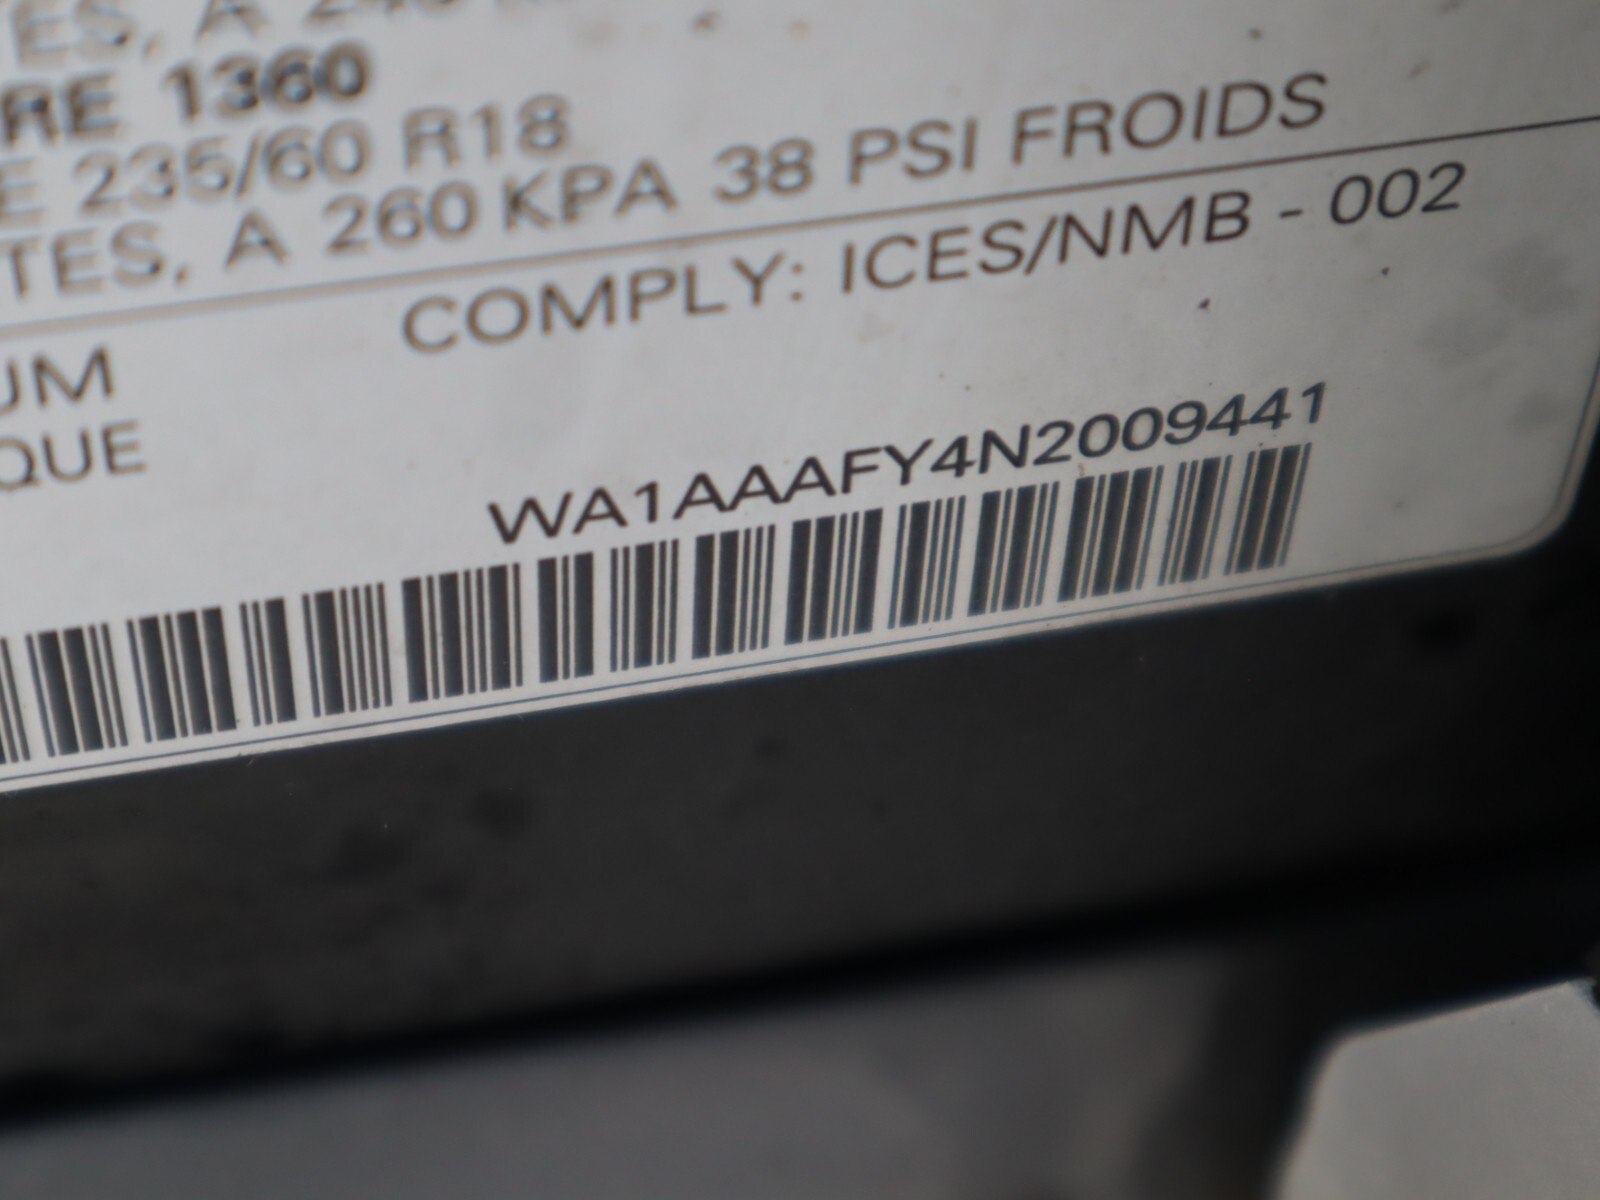 ES, A 240
RE 1360
E 235/60 R18
TES, A 260 KPA 38 PSI FROIDS
COMPLY: ICES/NMB - 002
UM
QUE
WA1AAAFY4N2009441